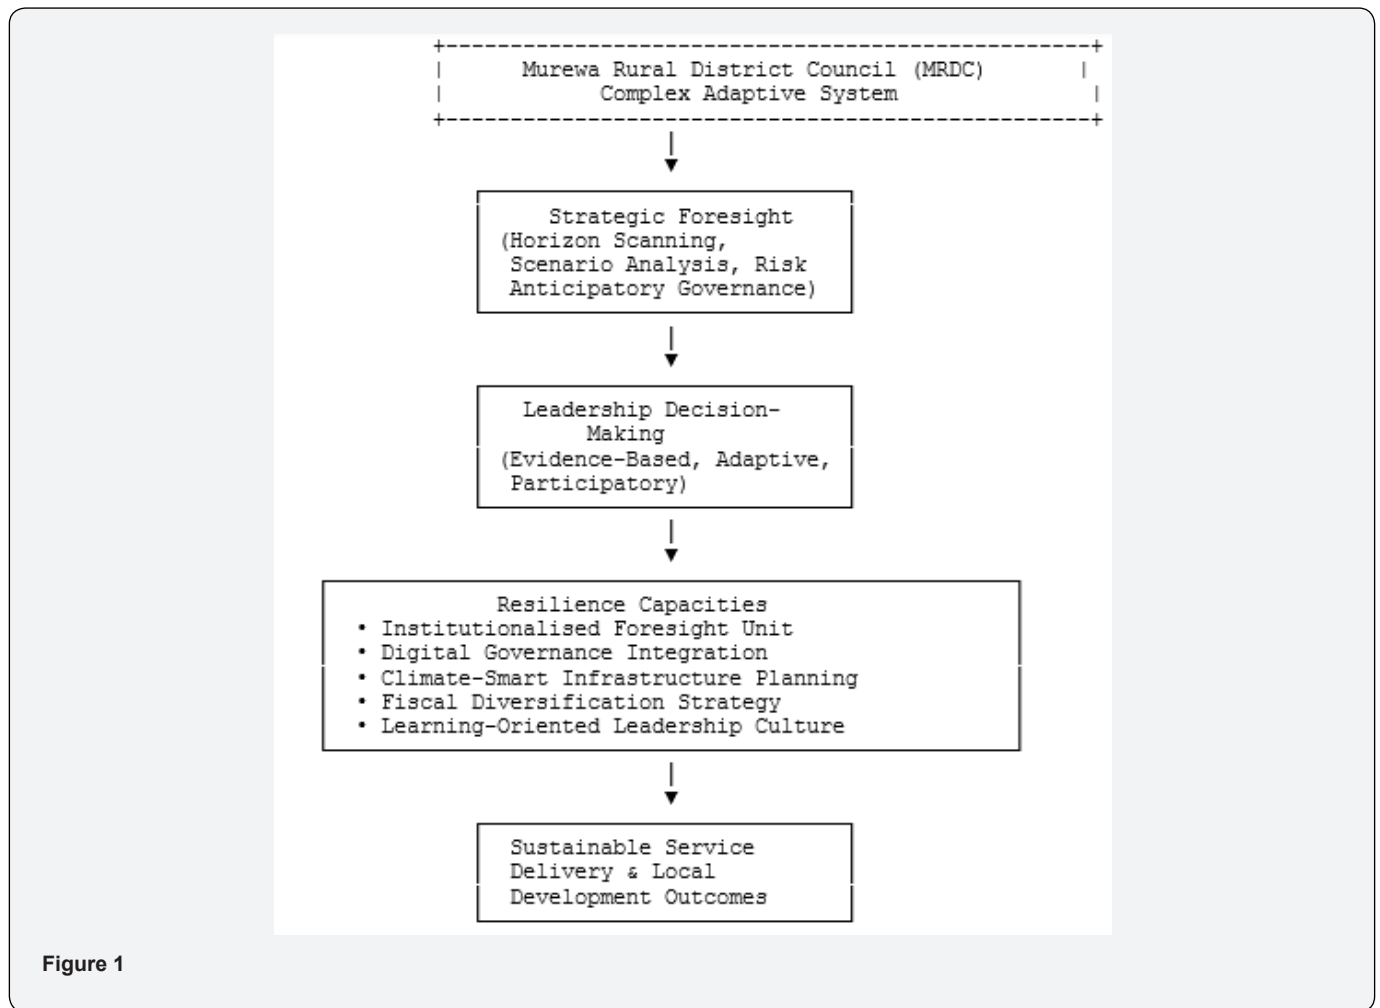 Murewa Rural District Council (MRDC)
Complex Adaptive System
Strategic Foresight
(Horizon Scanning,
Scenario Analysis, Risk
Anticipatory Governance)
Leadership Decision-
Making
(Evidence-Based, Adaptive,
Participatory)
Resilience Capacities
• Institutionalised Foresight Unit
• Digital Governance Integration
• Climate-Smart Infrastructure Planning
• Fiscal Diversification Strategy
• Learning-Oriented Leadership Culture
Sustainable Service
Delivery & Local
Development Outcomes
Figure 1